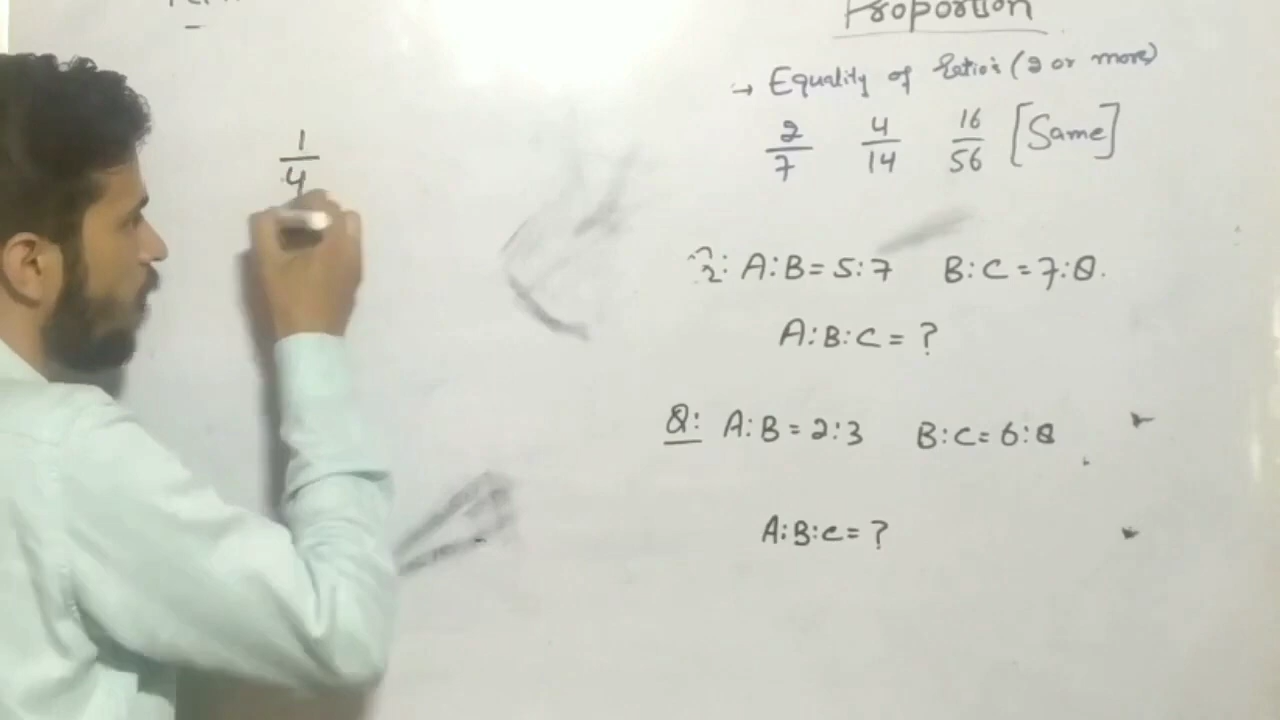 1/4
Proportion
→ Equality of Ratio's (2 or more)
2/7 4/14 16/56 [Same]
A:B = 5:7 B:C = 7:8.
A:B:C = ?
Q: A:B = 2:3 B:C = 6:8
A:B:C = ?